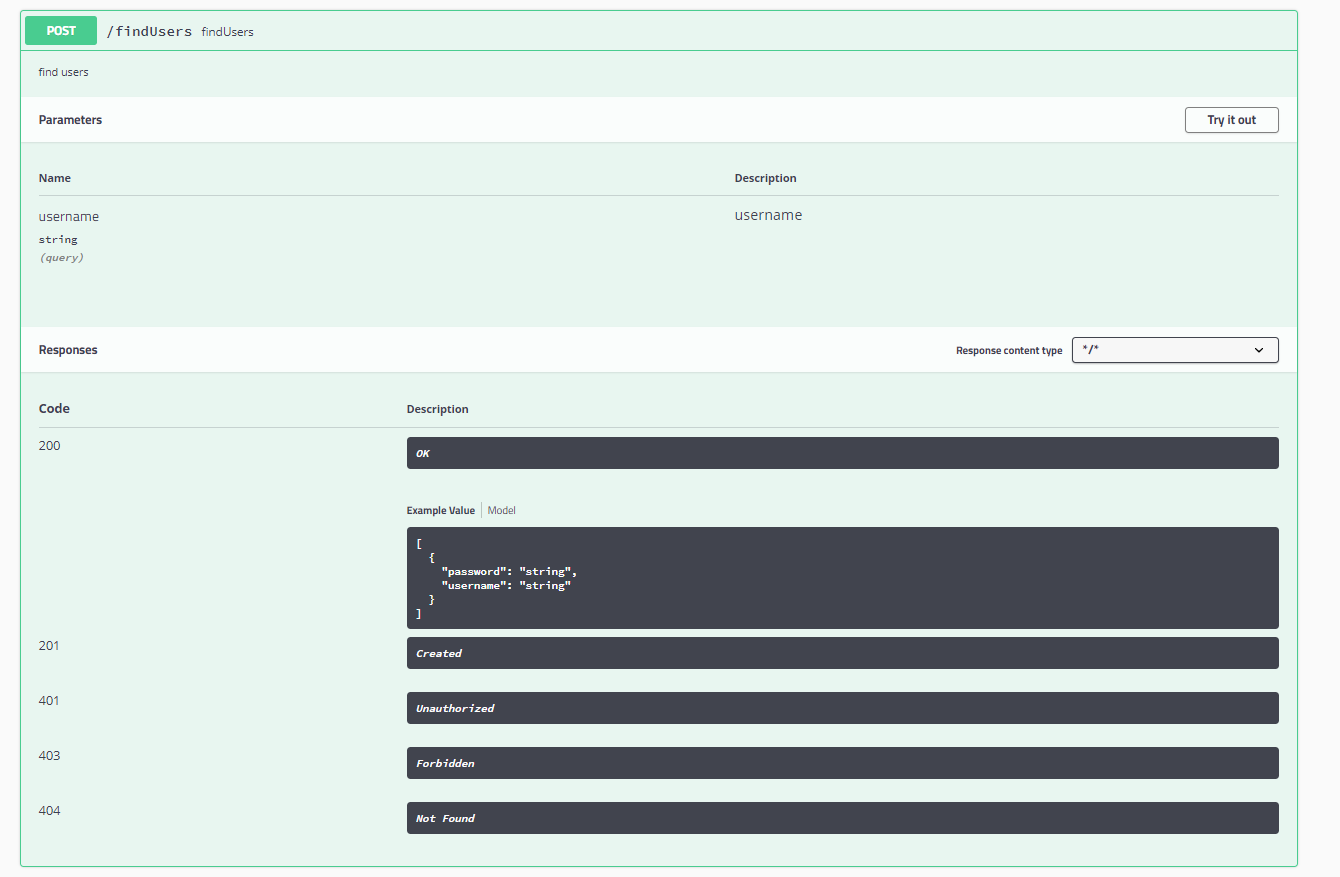 POST /findUsers findUsers
find users
Parameters Try it out
Name Description
username username
string
(query)
Responses Response content type */*
Code Description
200 OK
Example Value Model
[
{
"password": "string",
"username": "string"
}
]
201 Created
401 Unauthorized
403 Forbidden
404 Not Found